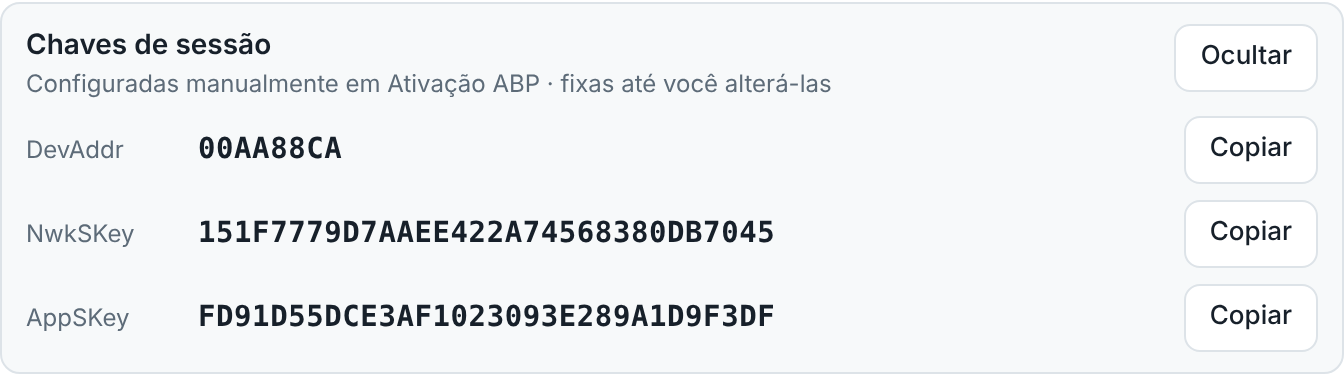 Chaves de sessão
Ocultar
Configuradas manualmente em Ativação ABP · fixas até você alterá-las
DevAddr 00AA88CA Copiar
NwkSKey 151F7779D7AAEE422A74568380DB7045 Copiar
AppSKey FD91D55DCE3AF1023093E289A1D9F3DF Copiar